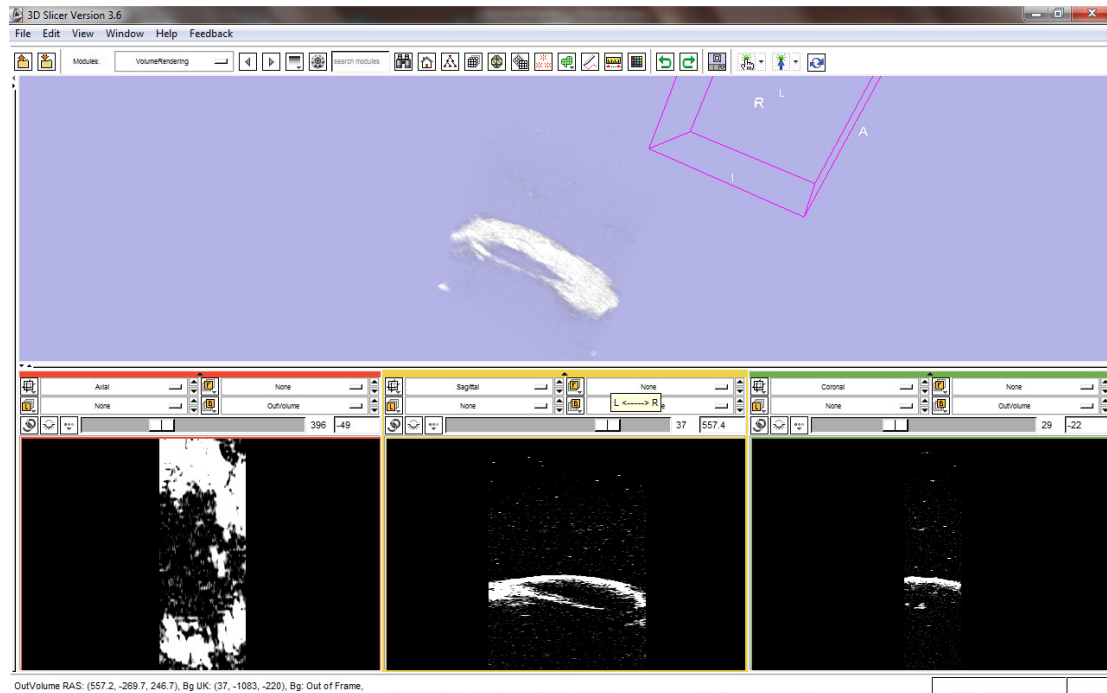 3D Slicer Version 3.6
File Edit View Window Help Feedback
Modules: VolumeRendering search modules
R L
A
I
Axial None
None OutVolume
396 -49
Sagittal None
None L <-----> R e
37 557.4
Coronal None
None OutVolume
29 -22
OutVolume RAS: (557.2, -269.7, 246.7), Bg IJK: (37, -1083, -220), Bg: Out of Frame,